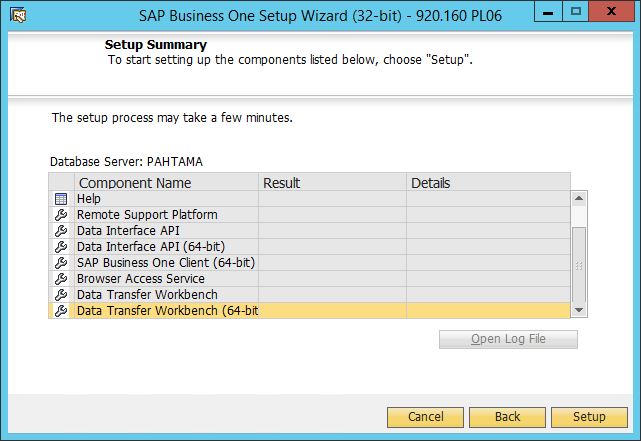 SAP Business One Setup Wizard (32-bit) - 920.160 PL06
Setup Summary
To start setting up the components listed below, choose "Setup".
The setup process may take a few minutes.
Database Server: PAHTAMA
Component Name Result Details
Help
Remote Support Platform
Data Interface API
Data Interface API (64-bit)
SAP Business One Client (64-bit)
Browser Access Service
Data Transfer Workbench
Data Transfer Workbench (64-bit
Open Log File
Cancel Back Setup